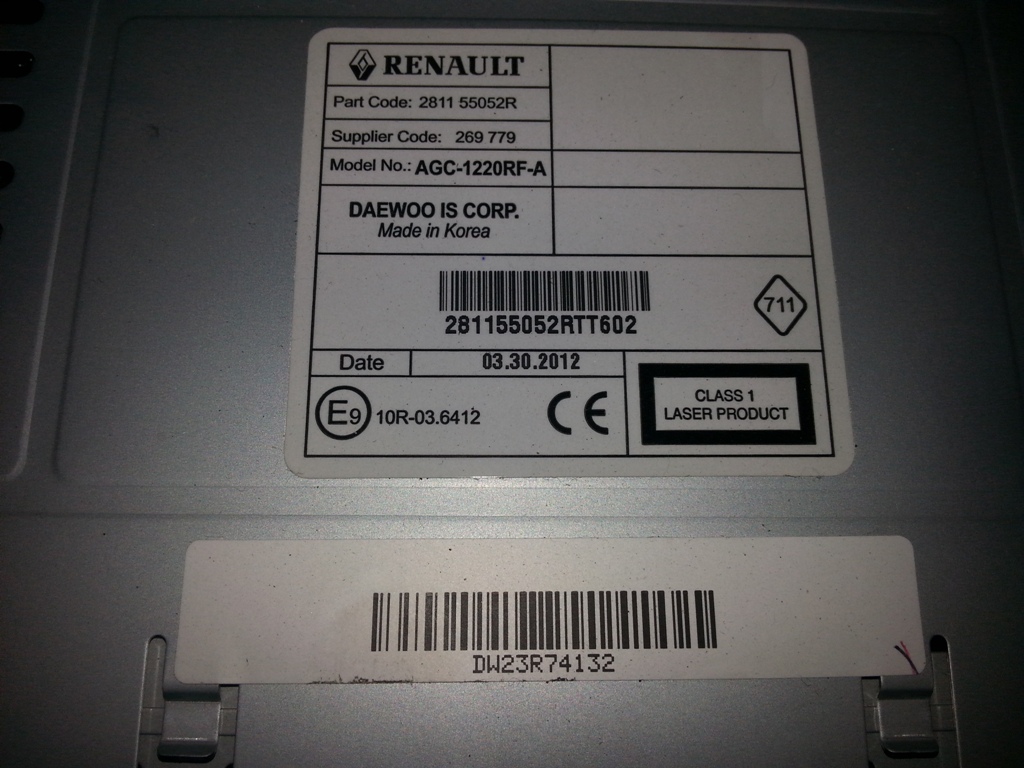 RENAULT
Part Code: 2811 55052R
Supplier Code: 269 779
Model No.: AGC-1220RF-A
DAEWOO IS CORP.
Made in Korea
281155052RTT602
711
Date 03.30.2012
E9 10R-03.6412
CE
CLASS 1
LASER PRODUCT
DW23R74132